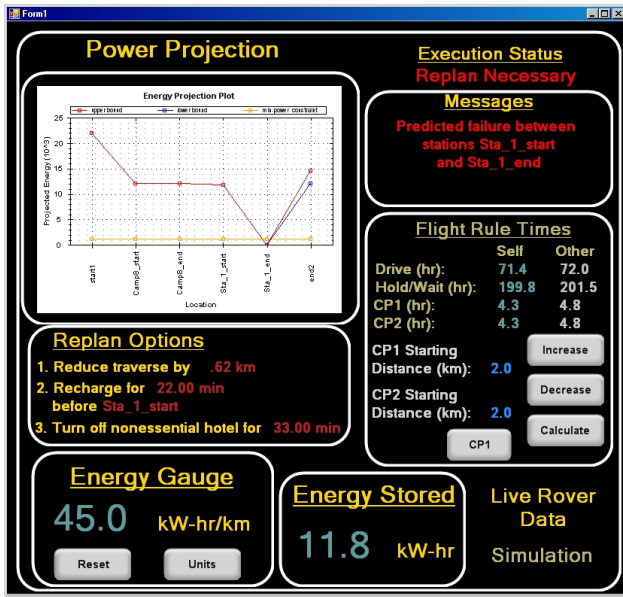 Form1
Power Projection
Energy Projection Plot
upper bound lower bound min power constraint
Projected Energy (10^3)
25
20
15
10
5
0
start1
Camp8_start
Camp8_end
Sta_1_start
Sta_1_end
end2
Location
Execution Status
Replan Necessary
Messages
Predicted failure between
stations Sta_1_start
and Sta_1_end
Flight Rule Times
Self Other
Drive (hr): 71.4 72.0
Hold/Wait (hr): 199.8 201.5
CP1 (hr): 4.3 4.8
CP2 (hr): 4.3 4.8
CP1 Starting
Distance (km): 2.0
CP2 Starting
Distance (km): 2.0
Increase
Decrease
Calculate
CP1
Replan Options
1. Reduce traverse by .62 km
2. Recharge for 22.00 min
before Sta_1_start
3. Turn off nonessential hotel for 33.00 min
Energy Gauge
45.0 kW-hr/km
Reset Units
Energy Stored
11.8 kW-hr
Live Rover
Data
Simulation